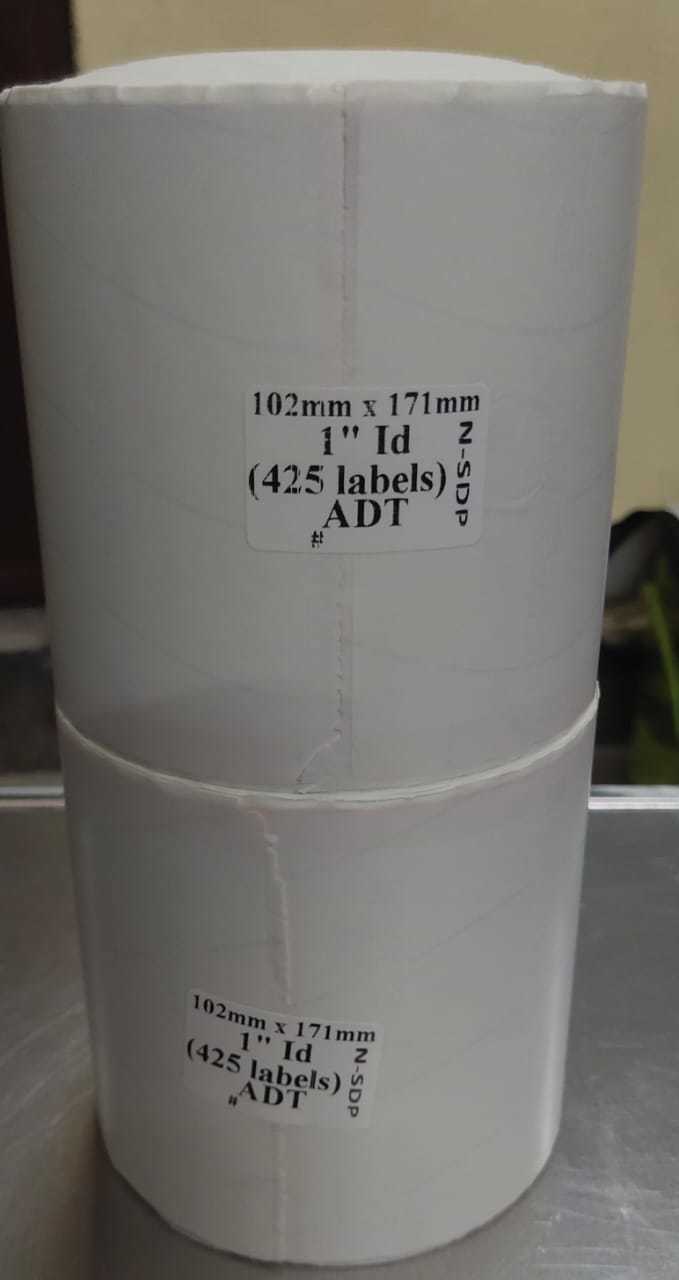 102mm x 171mm
1" Id
(425 labels)
ADT
#
N-SDP
102mm x 171mm
1" Id
(425 labels)
ADT
#
N-SDP